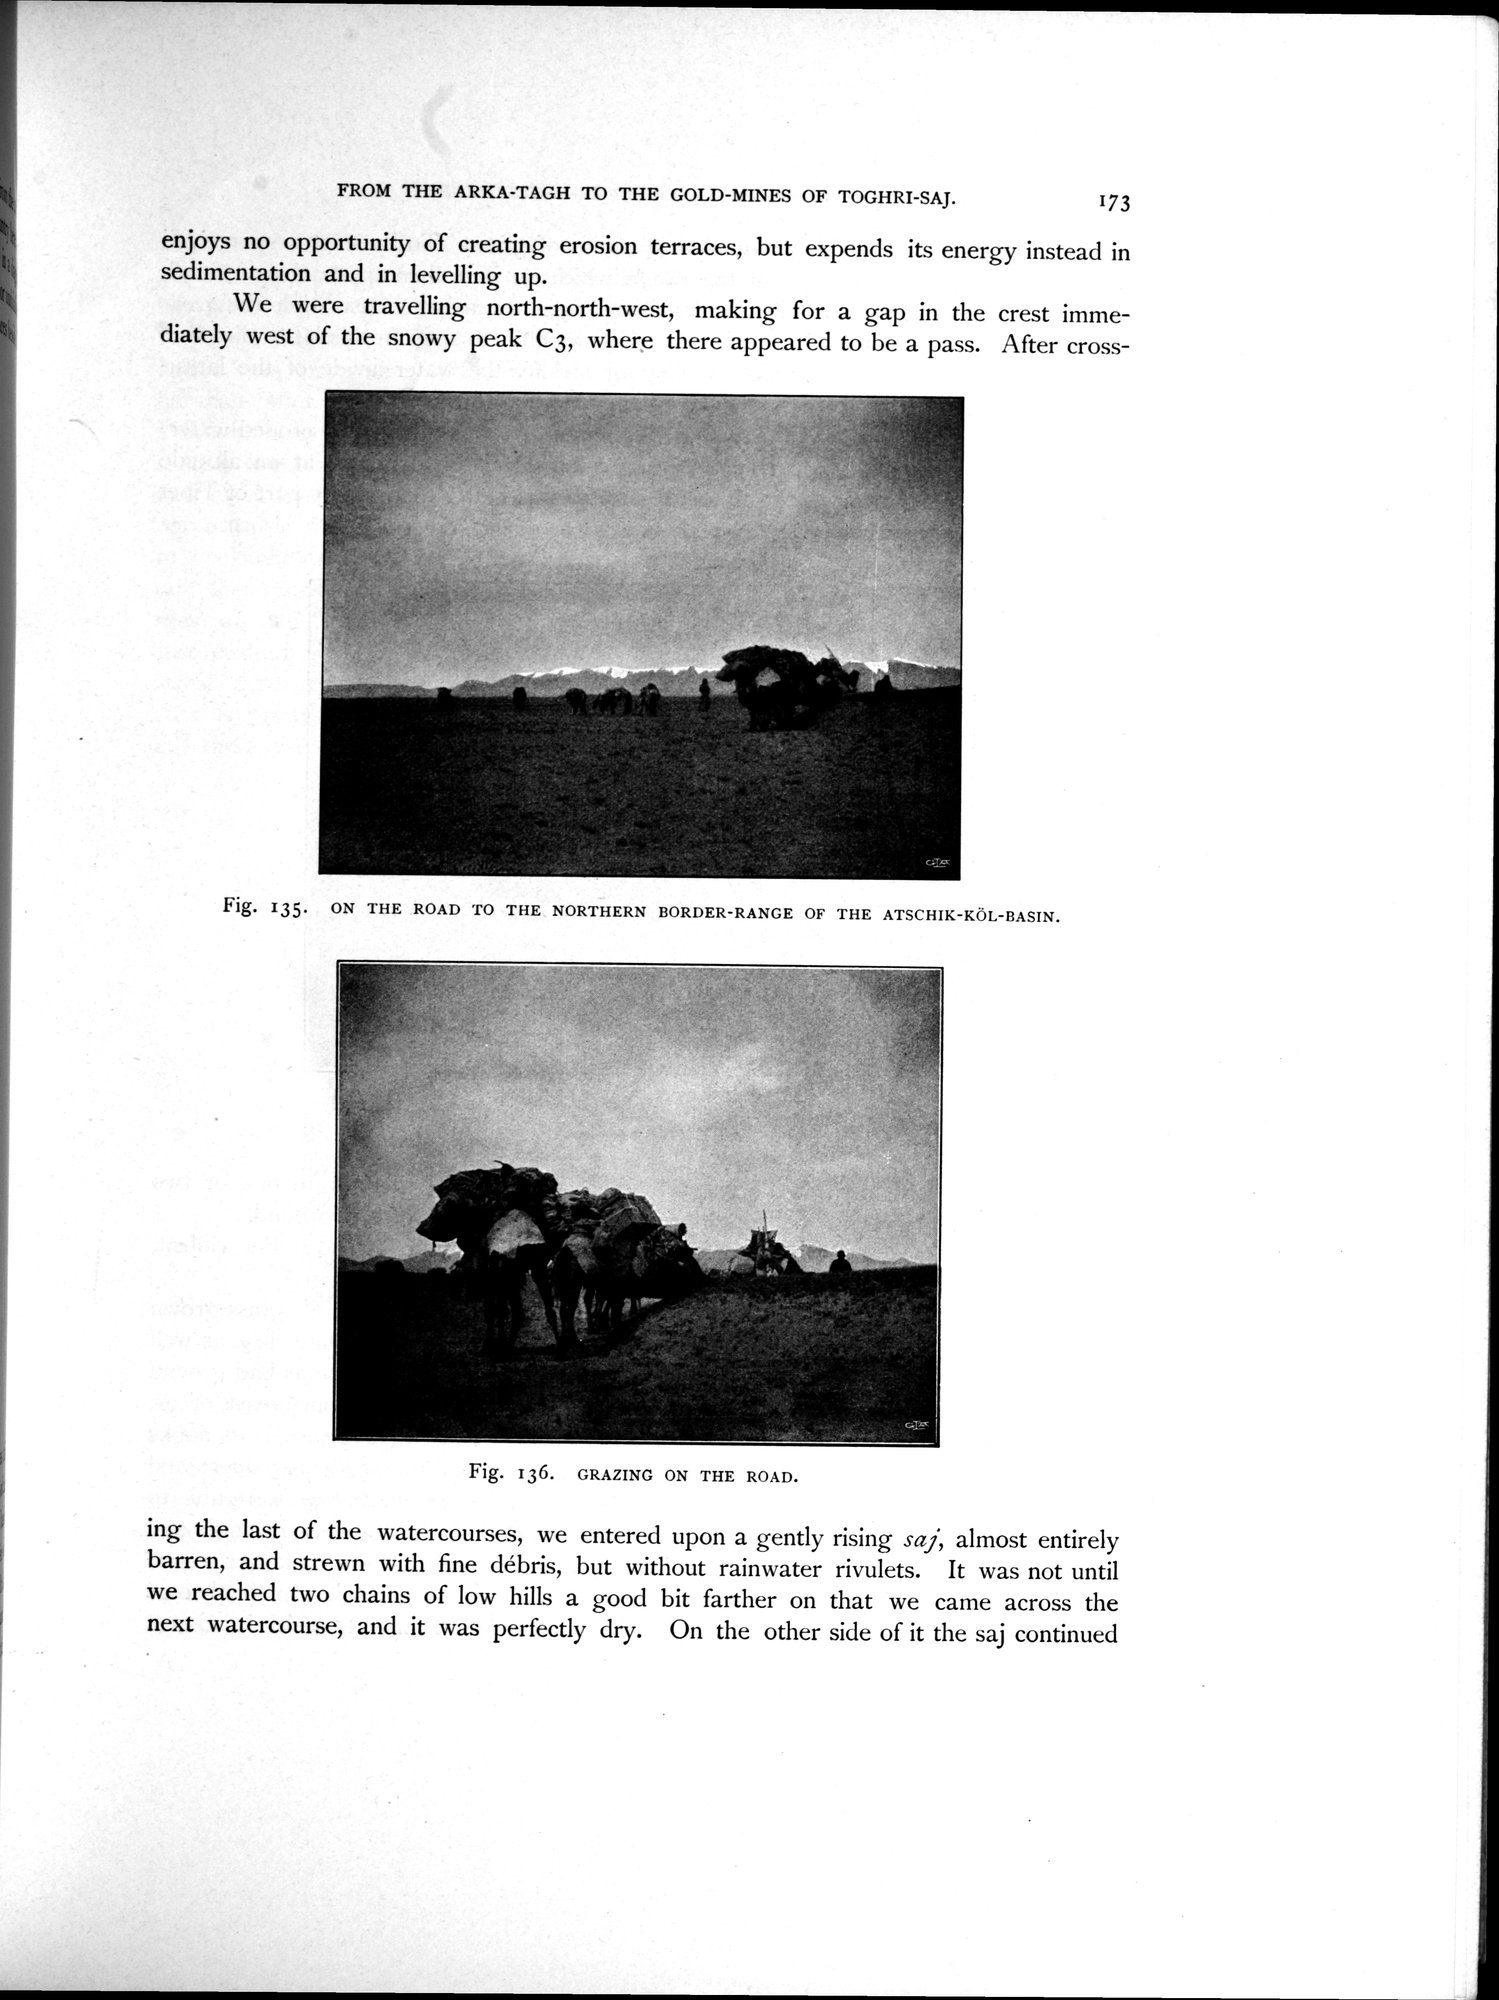 FROM THE ARKA-TAGH TO THE GOLD-MINES OF TOGHRI-SAJ. 173
enjoys no opportunity of creating erosion terraces, but expends its energy instead in
sedimentation and in levelling up.
We were travelling north-north-west, making for a gap in the crest imme-
diately west of the snowy peak C3, where there appeared to be a pass. After cross-
Fig. 135. ON THE ROAD TO THE NORTHERN BORDER-RANGE OF THE ATSCHIK-KÖL-BASIN.
Fig. 136. GRAZING ON THE ROAD.
ing the last of the watercourses, we entered upon a gently rising saj, almost entirely
barren, and strewn with fine débris, but without rainwater rivulets. It was not until
we reached two chains of low hills a good bit farther on that we came across the
next watercourse, and it was perfectly dry. On the other side of it the saj continued